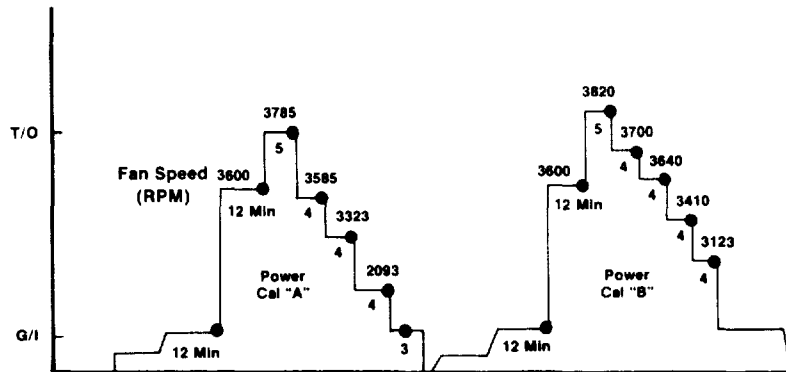 3820
3785
T/O
5
5
3700
Fan Speed
(RPM)
3600
3585
3600
4
3640
12 Min
4
3323
12 Min
4
3410
4
2093
4
3123
Power
Cal "A"
4
Power
Cal "B"
4
G/I
12 Min
3
12 Min